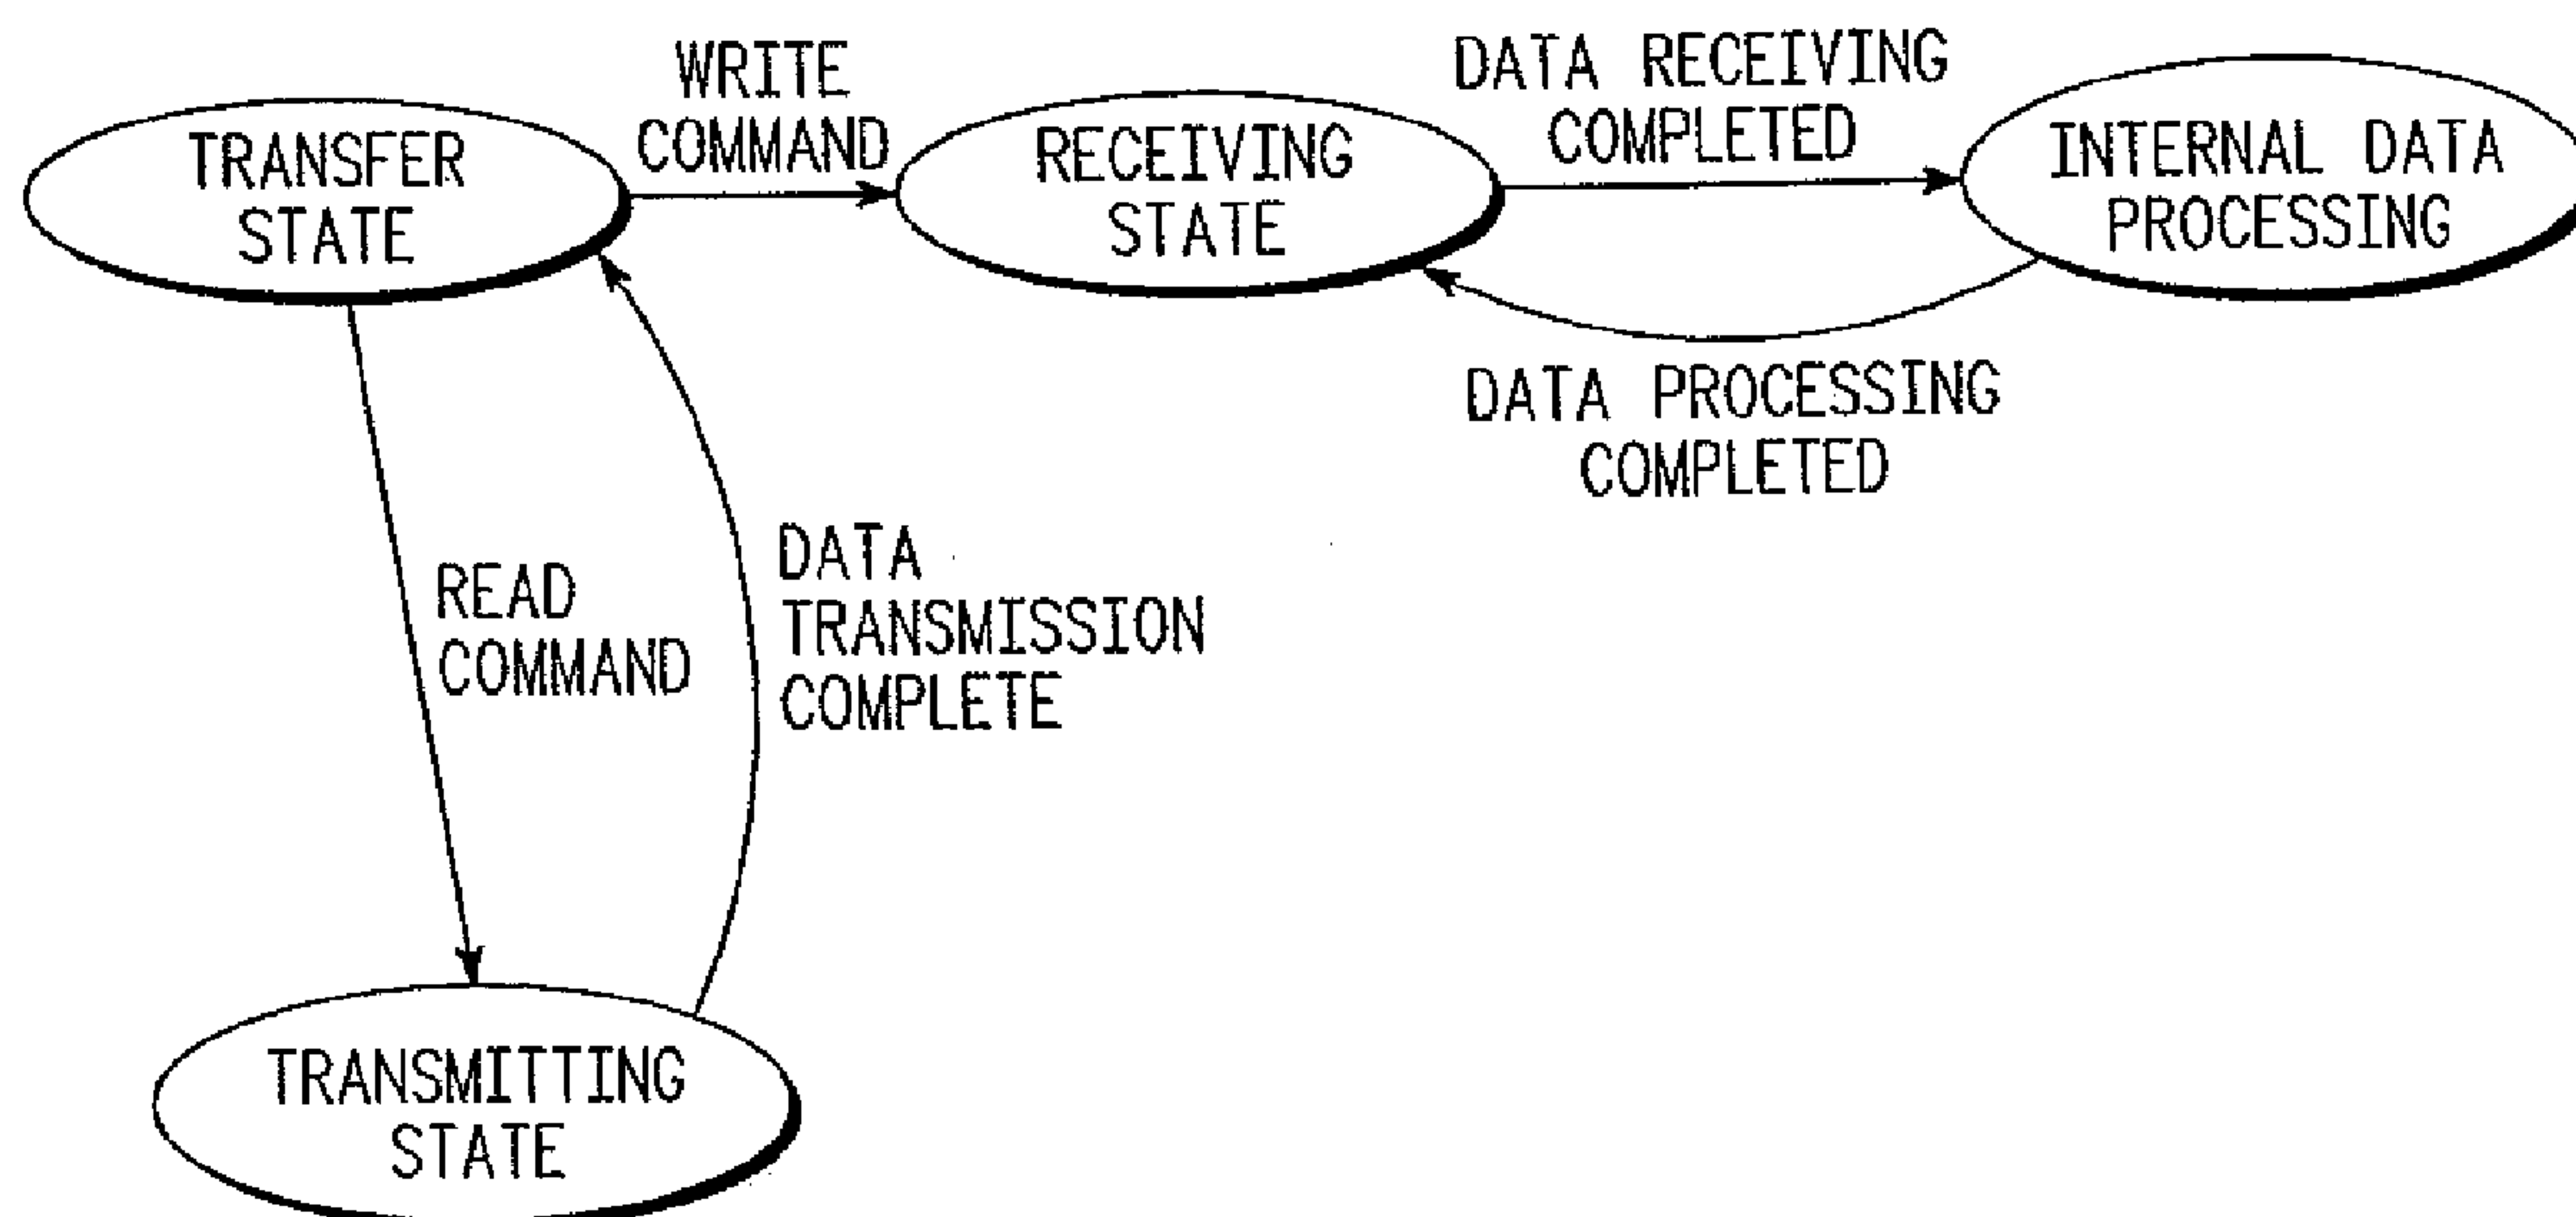 TRANSFER
STATE
WRITE
COMMAND
RECEIVING
STATE
DATA RECEIVING
COMPLETED
INTERNAL DATA
PROCESSING
DATA PROCESSING
COMPLETED
READ
COMMAND
DATA
TRANSMISSION
COMPLETE
TRANSMITTING
STATE